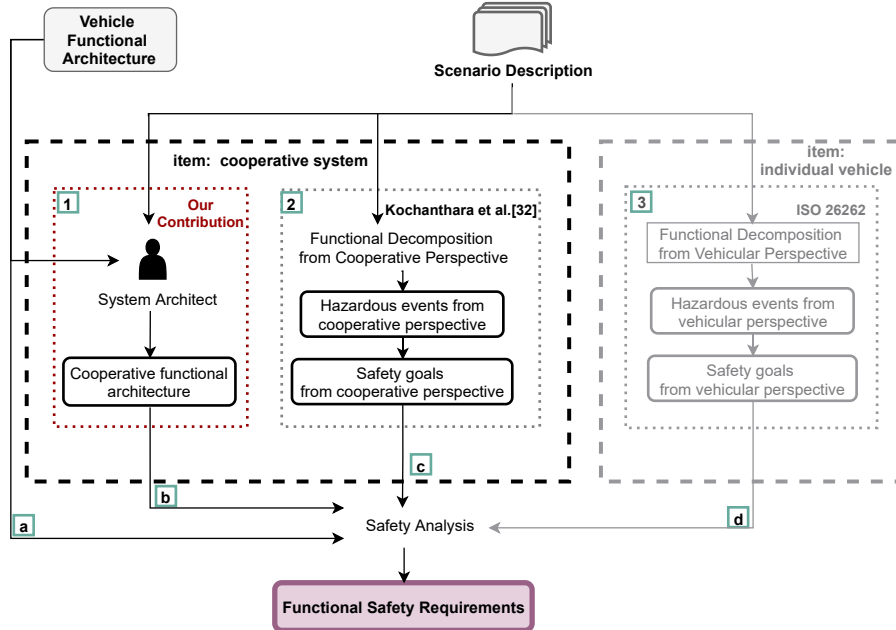 Vehicle
Functional
Architecture
Scenario Description
item: cooperative system
item:
individual vehicle
1
Our
Contribution
System Architect
Cooperative functional
architecture
2
Kochanthara et al.[32]
Functional Decomposition
from Cooperative Perspective
Hazardous events from
cooperative perspective
Safety goals
from cooperative perspective
3
ISO 26262
Functional Decomposition
from Vehicular Perspective
Hazardous events from
vehicular perspective
Safety goals
from vehicular perspective
a
b
c
d
Safety Analysis
Functional Safety Requirements